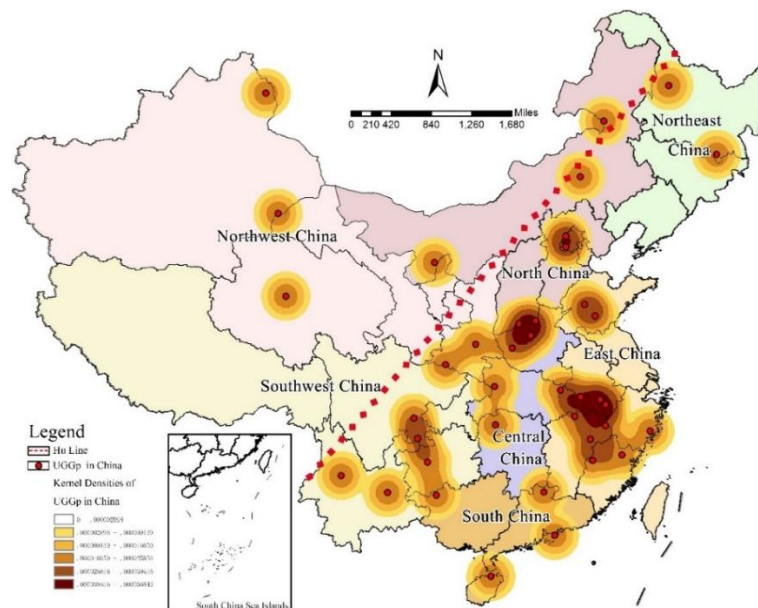 N
Miles
0 210 420 840 1,260 1,680
Northeast
China
Northwest China
North China
East China
Southwest China
Central
China
South China
Legend
Hu Line
UGGp in China
Kernel Densities of
UGGp in China
South China Sea Islands